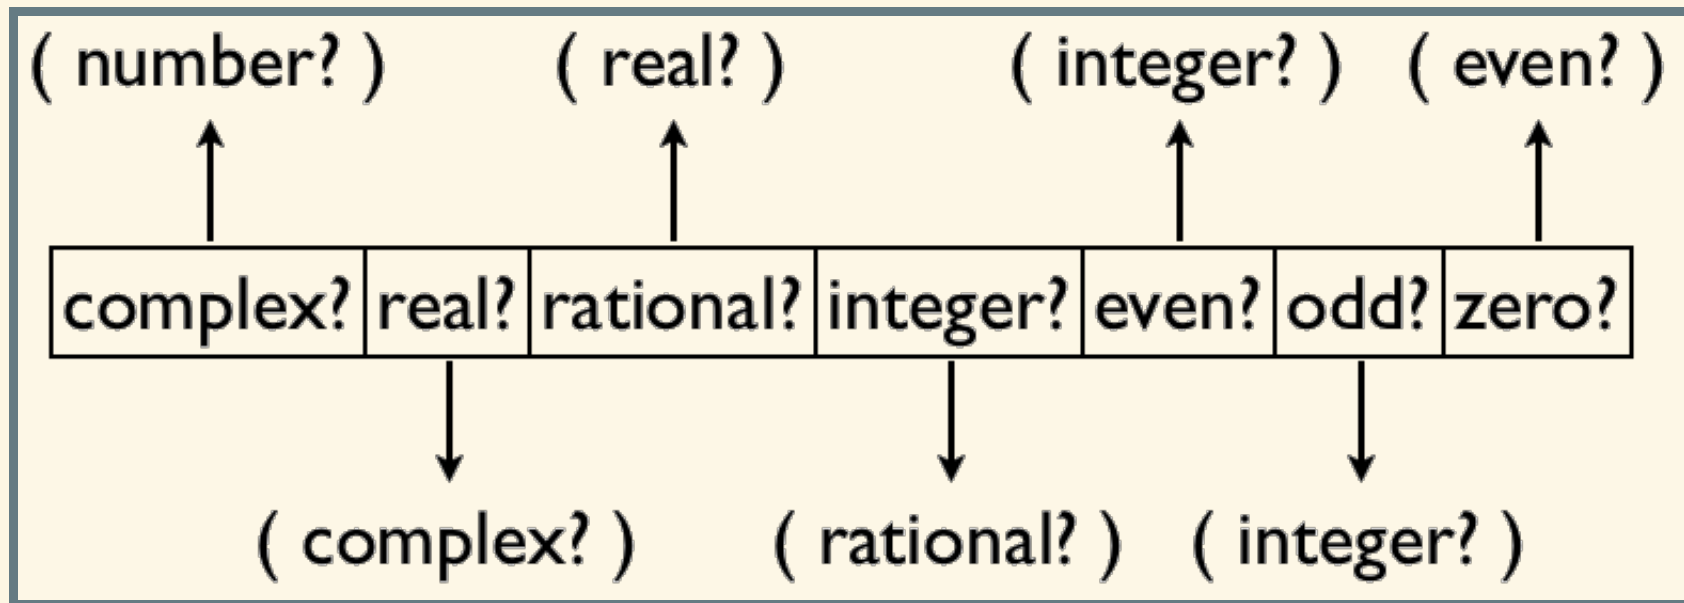 ( number? ) ( real? ) ( integer? ) ( even? )
complex? real? rational? integer? even? odd? zero?
( complex? ) ( rational? ) ( integer? )